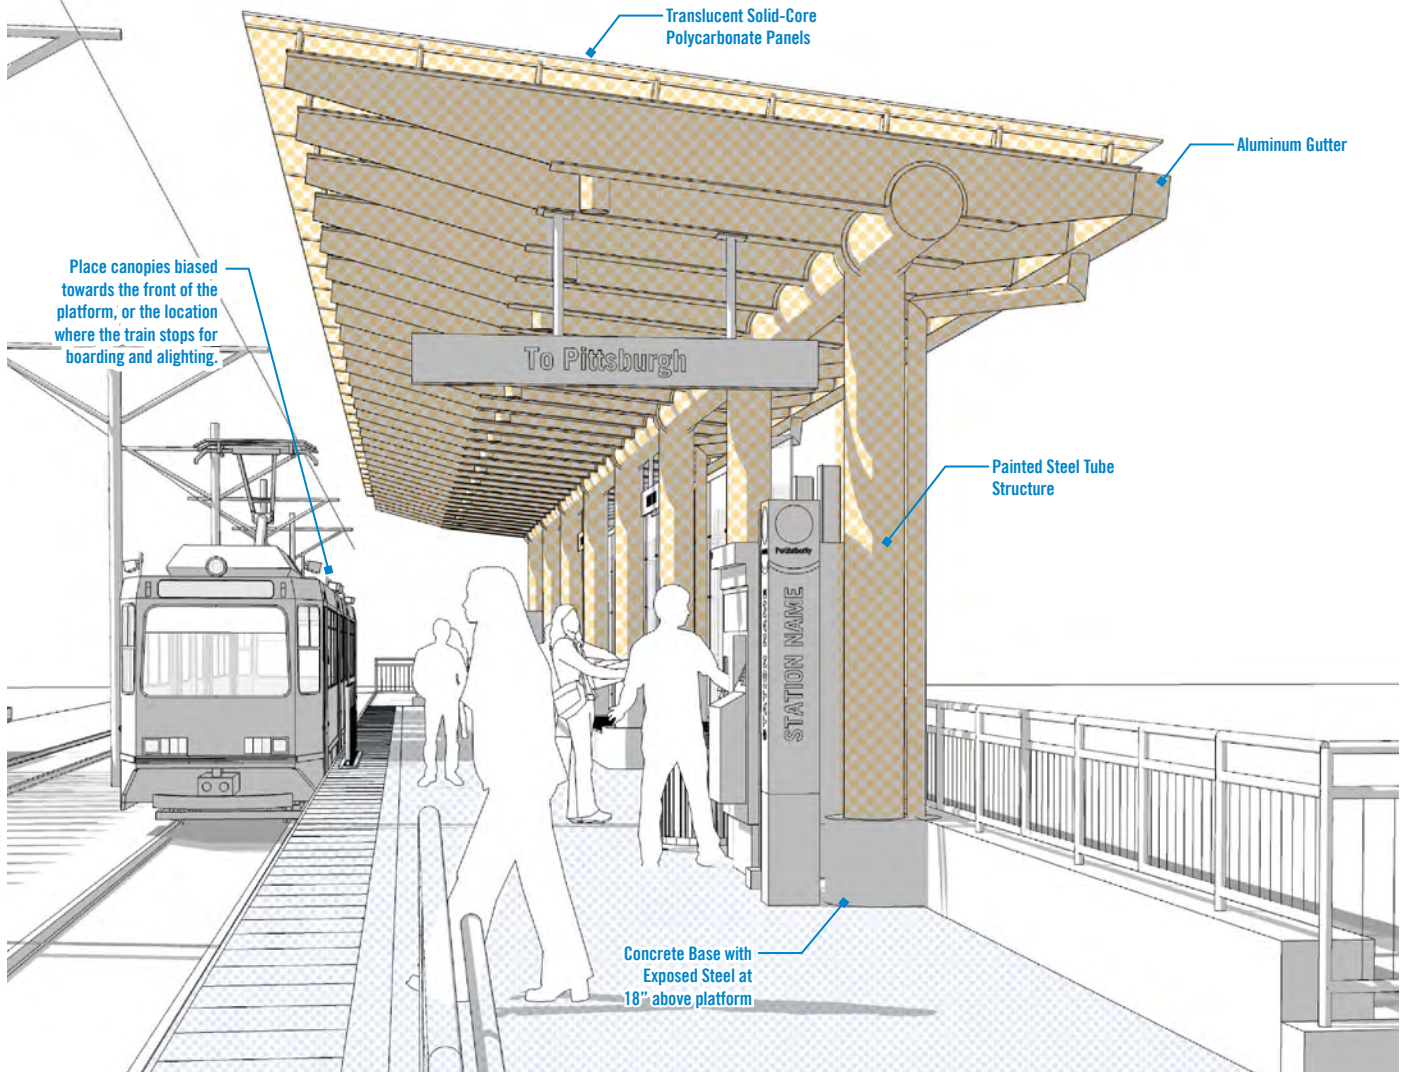 Translucent Solid-Core
Polycarbonate Panels
Aluminum Gutter
Place canopies biased
towards the front of the
platform, or the location
where the train stops for
boarding and alighting.
To Pittsburgh
Painted Steel Tube
Structure
PortAuthority
STATION NAME
Concrete Base with
Exposed Steel at
18” above platform